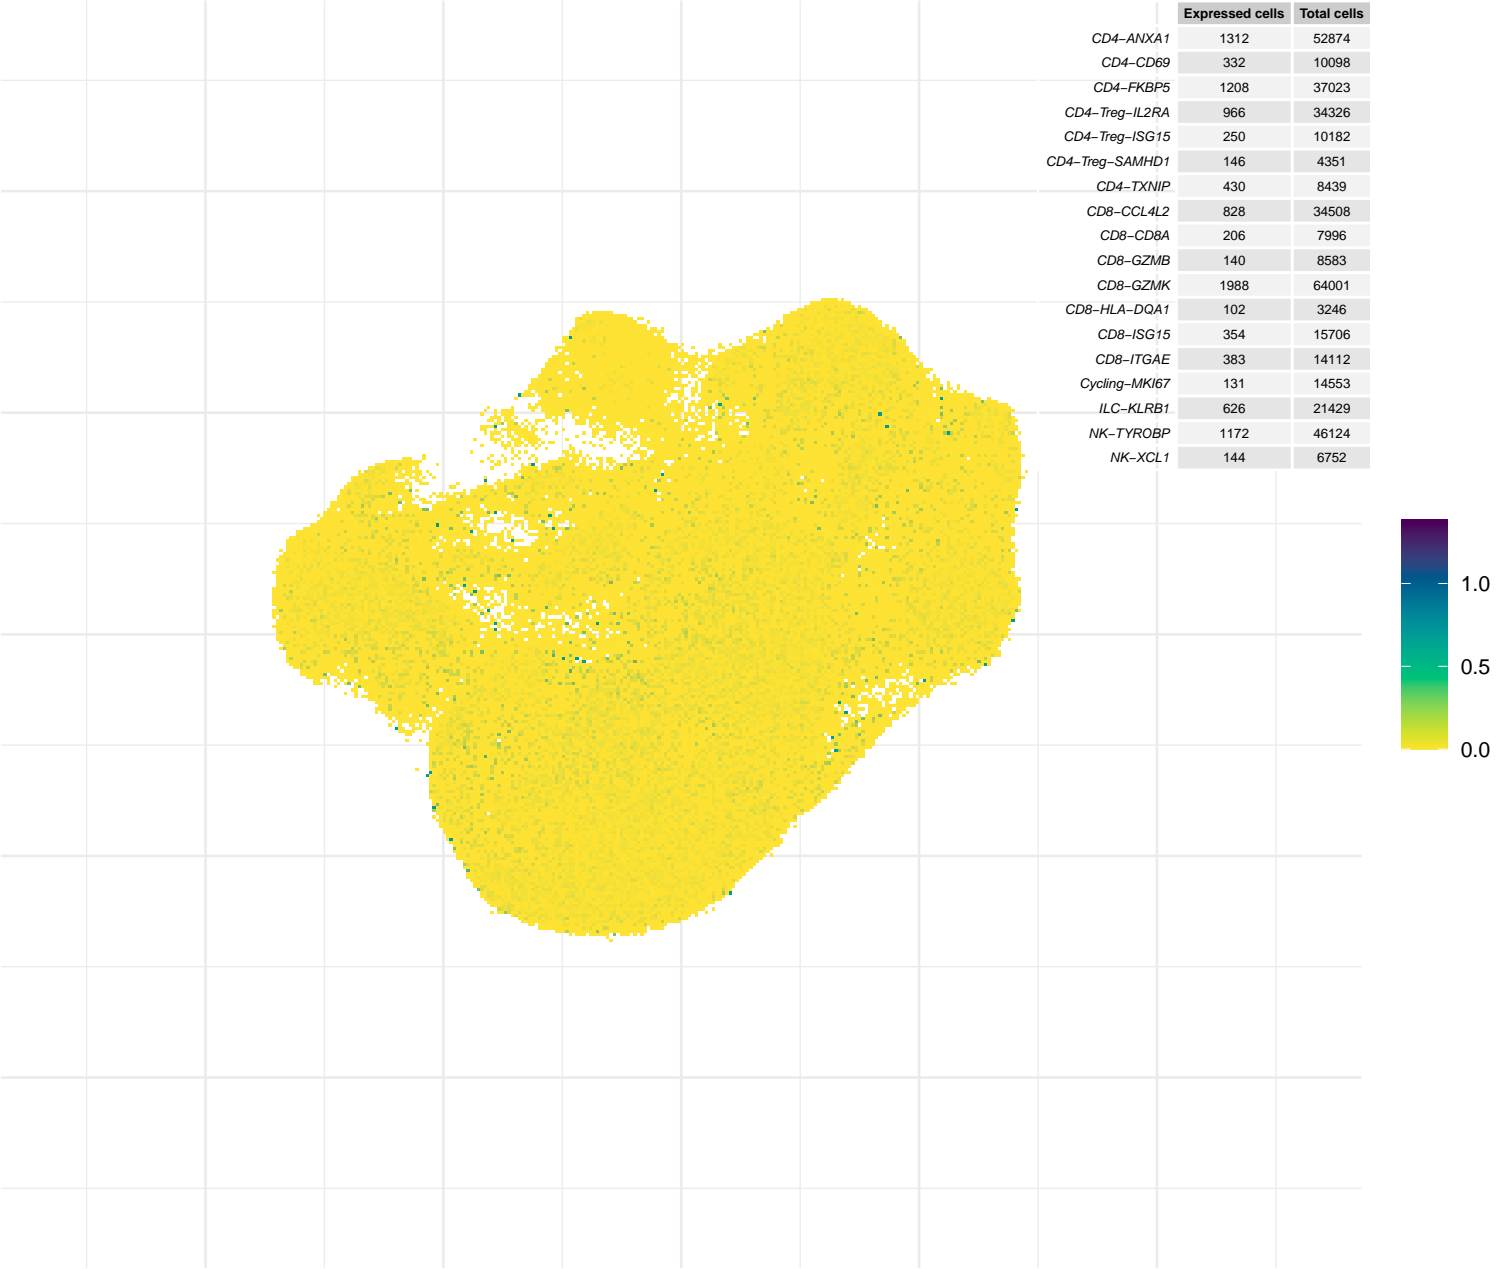 Expressed cells Total cells
CD4−ANXA1 1312 52874
CD4−CD69 332 10098
CD4−FKBP5 1208 37023
CD4−Treg−IL2RA 966 34326
CD4−Treg−ISG15 250 10182
CD4−Treg−SAMHD1 146 4351
CD4−TXNIP 430 8439
CD8−CCL4L2 828 34508
CD8−CD8A 206 7996
CD8−GZMB 140 8583
CD8−GZMK 1988 64001
CD8−HLA−DQA1 102 3246
CD8−ISG15 354 15706
CD8−ITGAE 383 14112
Cycling−MKI67 131 14553
ILC−KLRB1 626 21429
NK−TYROBP 1172 46124
NK−XCL1 144 6752
1.0
0.5
0.0